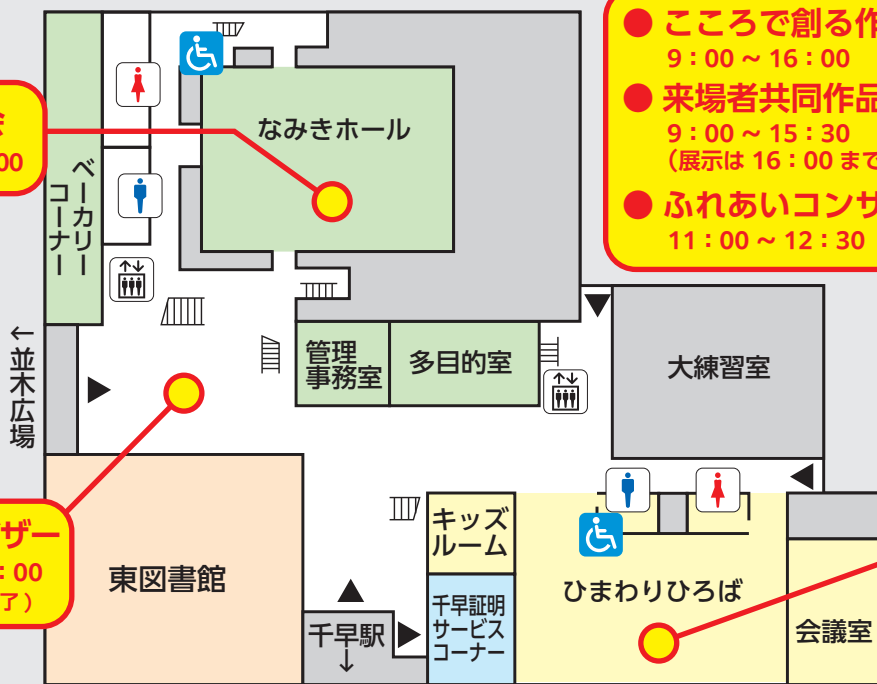 ● こころで創る作
9：00 ～ 16：00
● 来場者共同作品
9：00 ～ 15：30
（展示は 16：00 まで
● ふれあいコンサ
11：00 ～ 12：30
00
なみきホール
ベーカリー
コーナー
←並木広場
管理
事務室
多目的室
大練習室
ザー
：00
了）
東図書館
キッズ
ルーム
ひまわりひろば
千早証明
サービス
コーナー
千早駅
↓
会議室